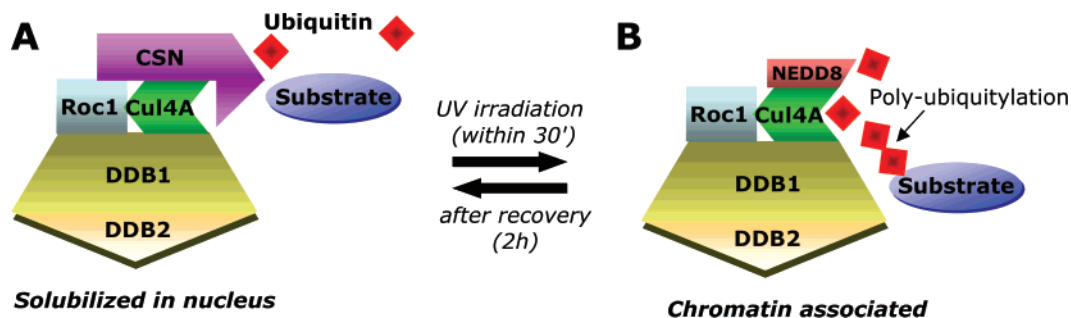 A
Ubiquitin
CSN
Roc1
Cul4A
Substrate
DDB1
DDB2
Solubilized in nucleus
UV irradiation
(within 30')
after recovery
(2h)
B
NEDD8
Roc1
Cul4A
Poly-ubiquitylation
DDB1
Substrate
DDB2
Chromatin associated